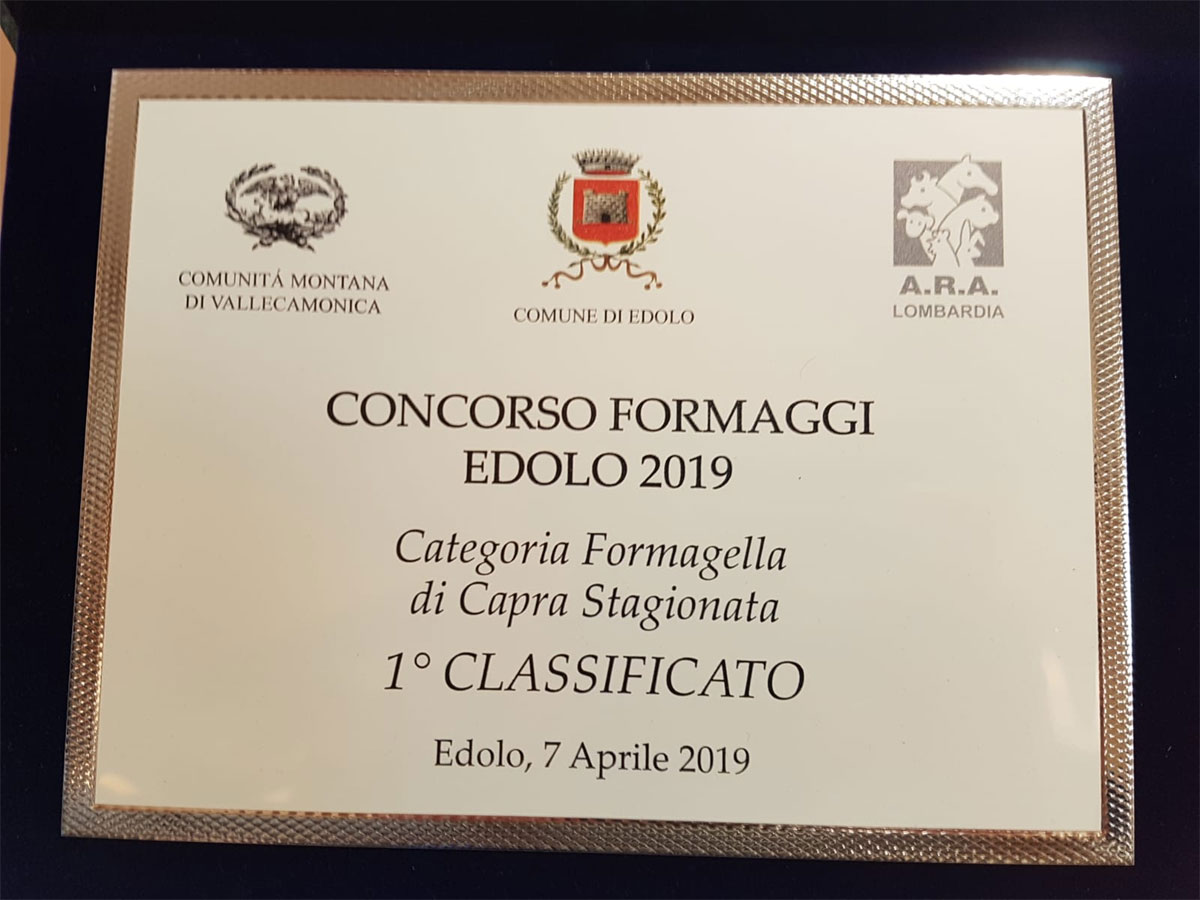 COMUNITÁ MONTANA
DI VALLECAMONICA
COMUNE DI EDOLO
A.R.A.
LOMBARDIA
CONCORSO FORMAGGI
EDOLO 2019
Categoria Formagella
di Capra Stagionata
1° CLASSIFICATO
Edolo, 7 Aprile 2019